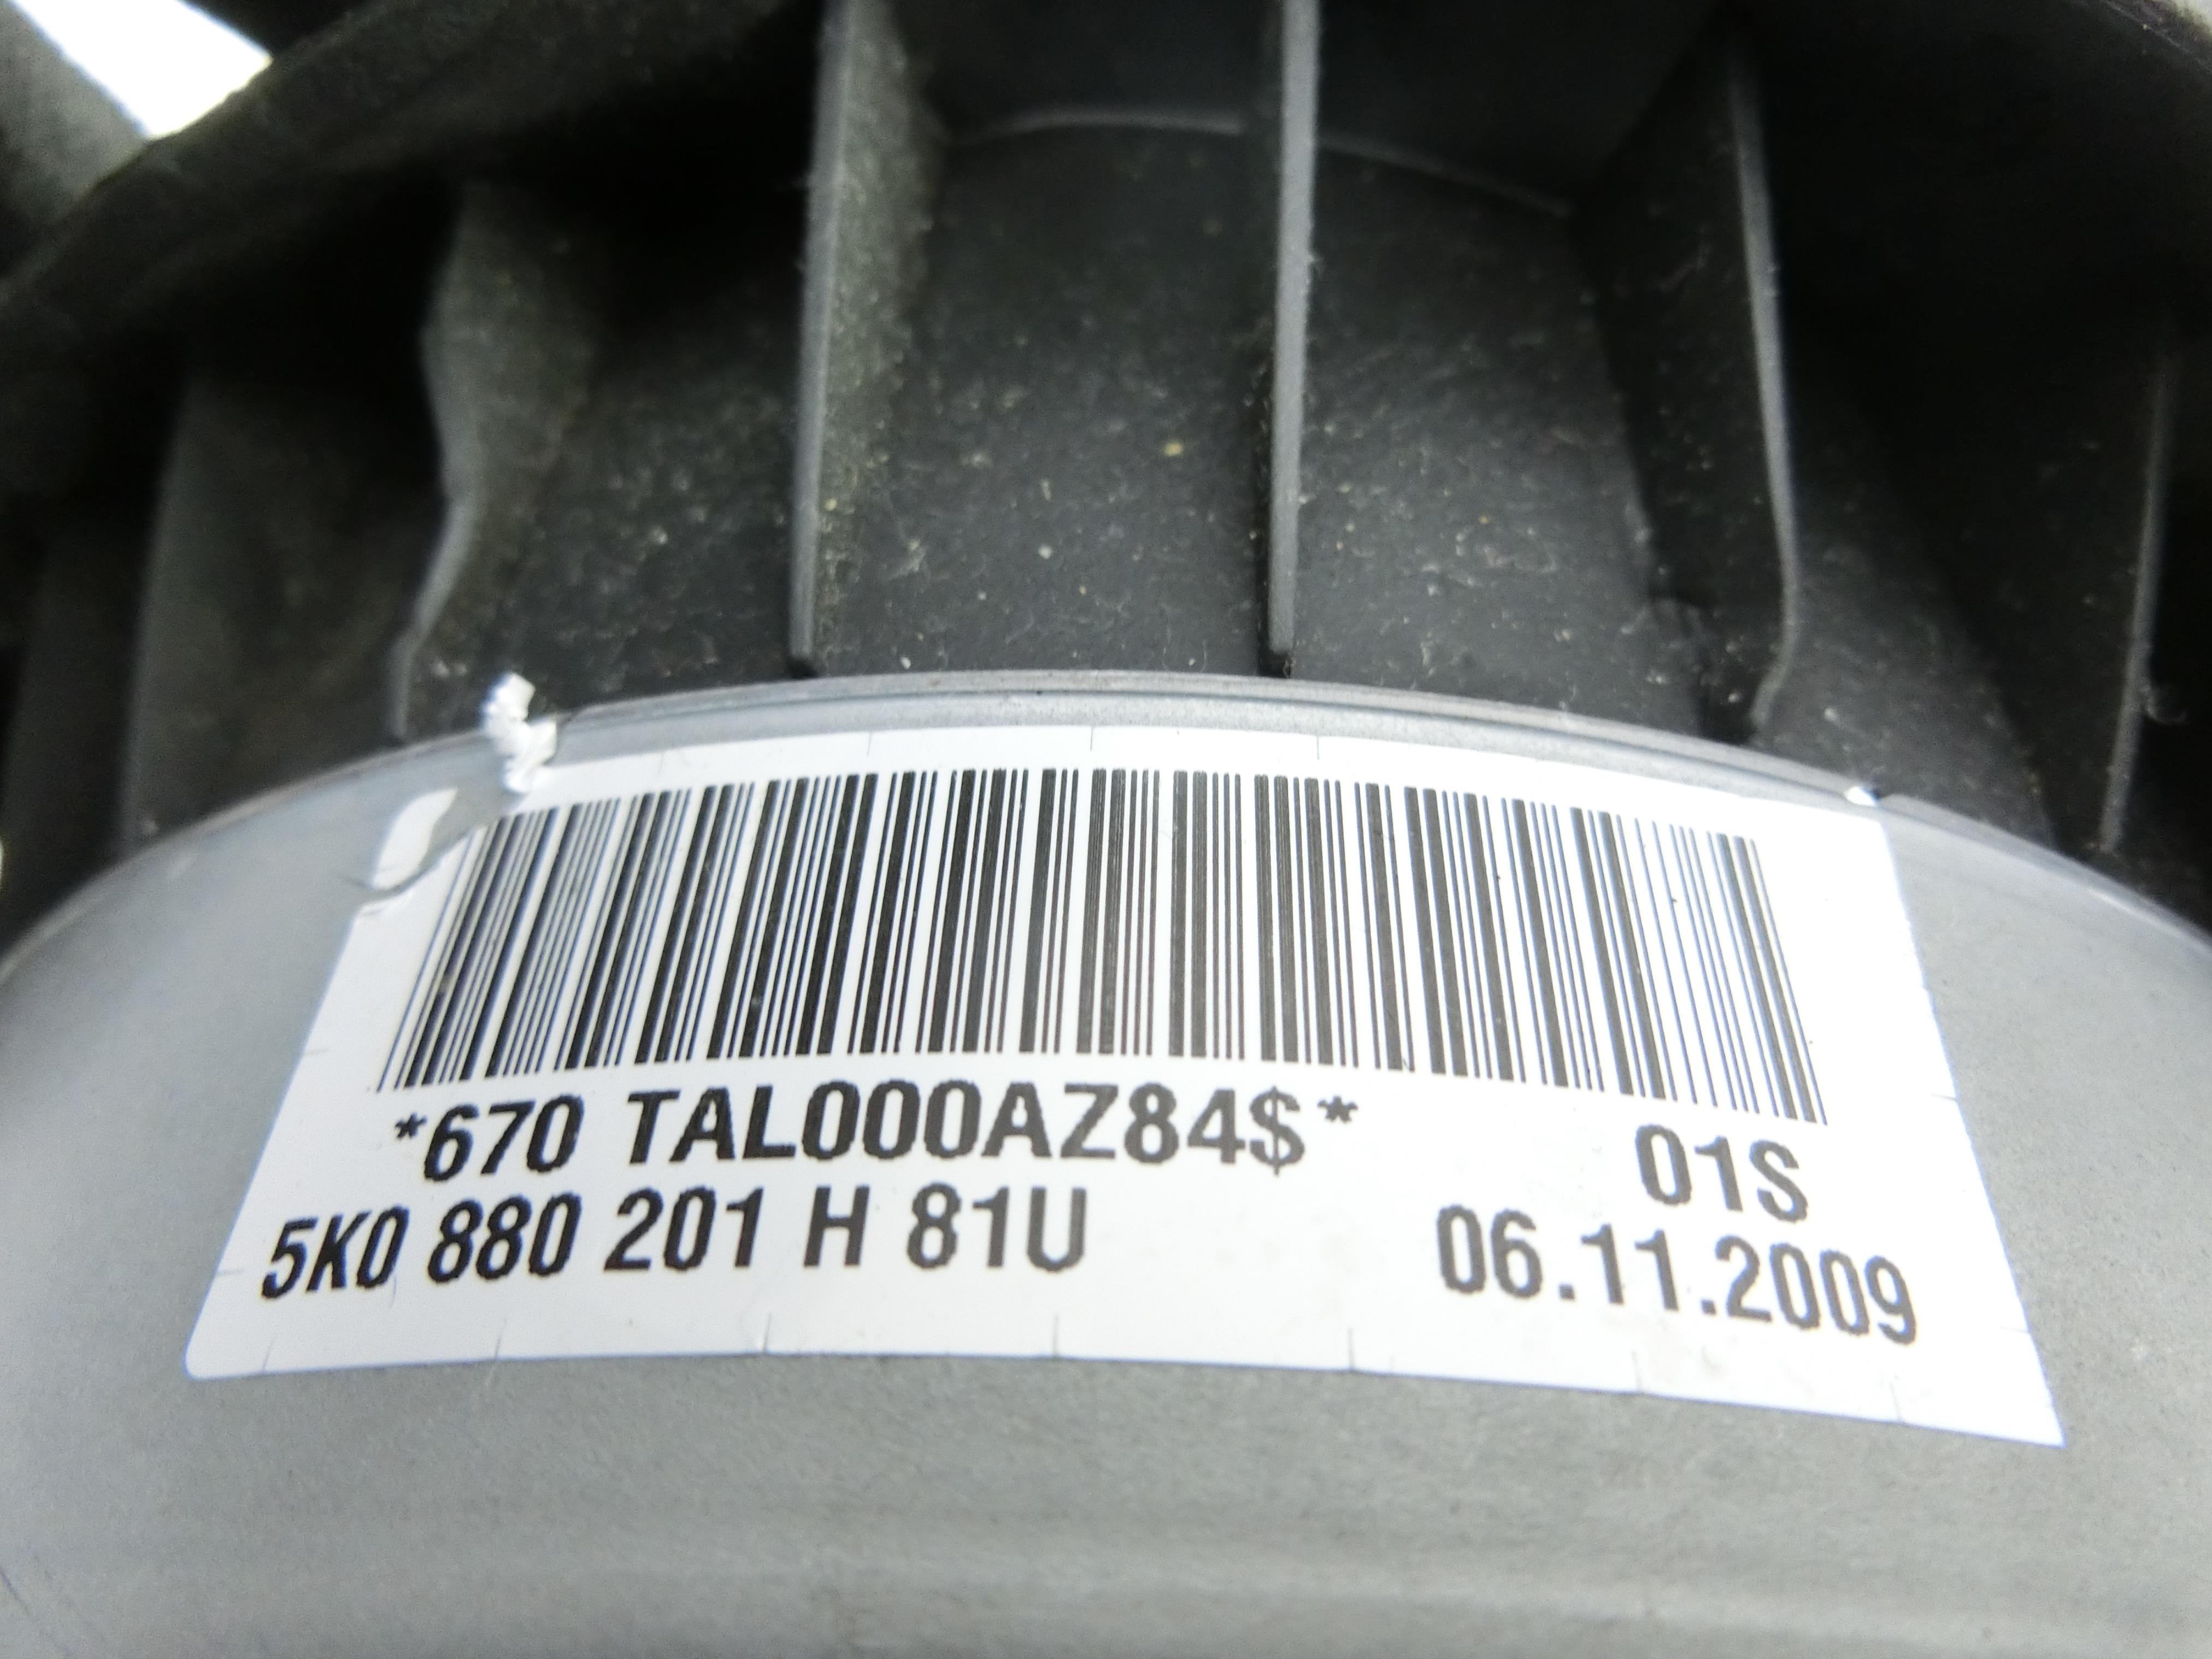 *670 TAL000AZ84$*
01S
5K0 880 201 H 81U
06.11.2009